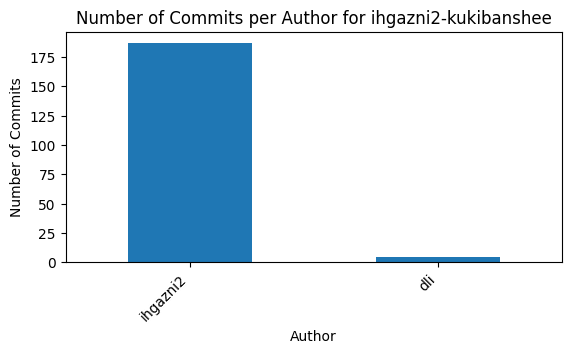 Number of Commits per Author for ihgazni2-kukibanshee
Number of Commits
175
150
125
100
75
50
25
0
ihgazni2
dli
Author